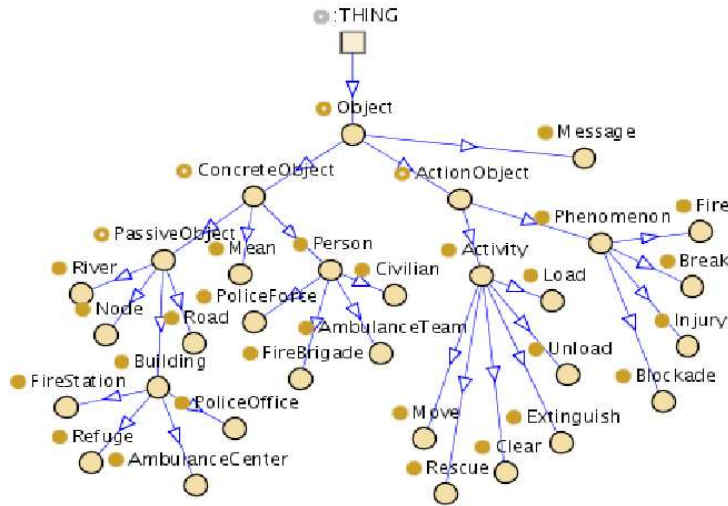 :THING
Object
Message
ConcreteObject
ActionObject
Fire
Phenomenon
PassiveObject
Mean
Person
Activity
Break
River
Civilian
Load
PoliceForce
Node
Road
AmbulanceTeam
Injury
Building
FireBrigade
Unload
FireStation
PoliceOffice
Blockade
Move
Extinguish
Refuge
Clear
AmbulanceCenter
Rescue